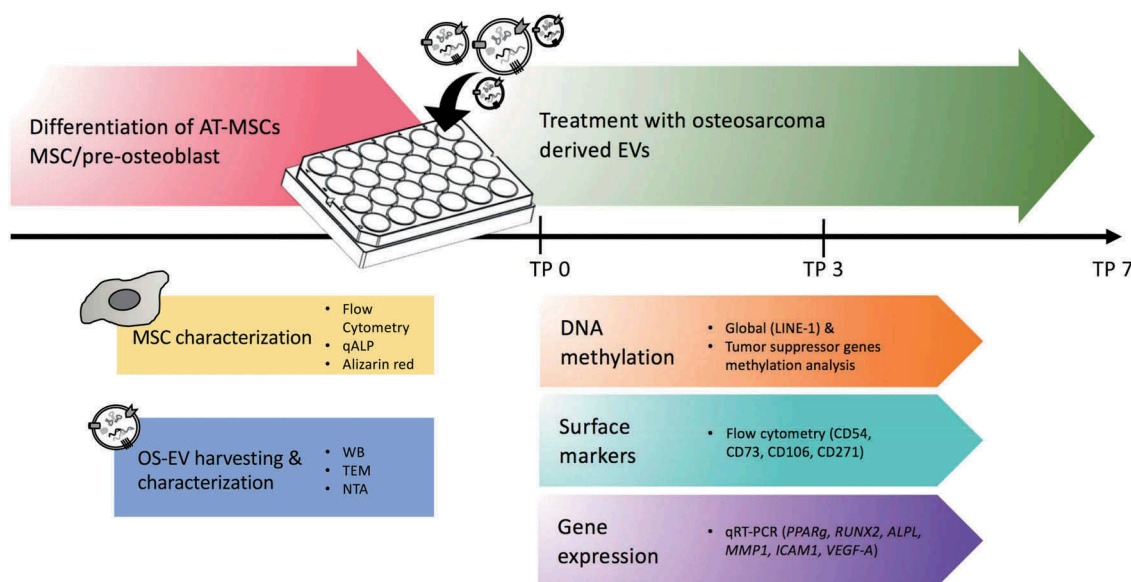 Differentiation of AT-MSCs
MSC/pre-osteoblast
Treatment with osteosarcoma
derived EVs
TP 0
TP 3
TP 7
MSC characterization
• Flow
Cytometry
• qALP
• Alizarin red
OS-EV harvesting &
characterization
• WB
• TEM
• NTA
DNA
methylation
• Global (LINE-1) &
• Tumor suppressor genes
methylation analysis
Surface
markers
• Flow cytometry (CD54,
CD73, CD106, CD271)
Gene
expression
• qRT-PCR (PPARg, RUNX2, ALPL,
MMP1, ICAM1, VEGF-A)